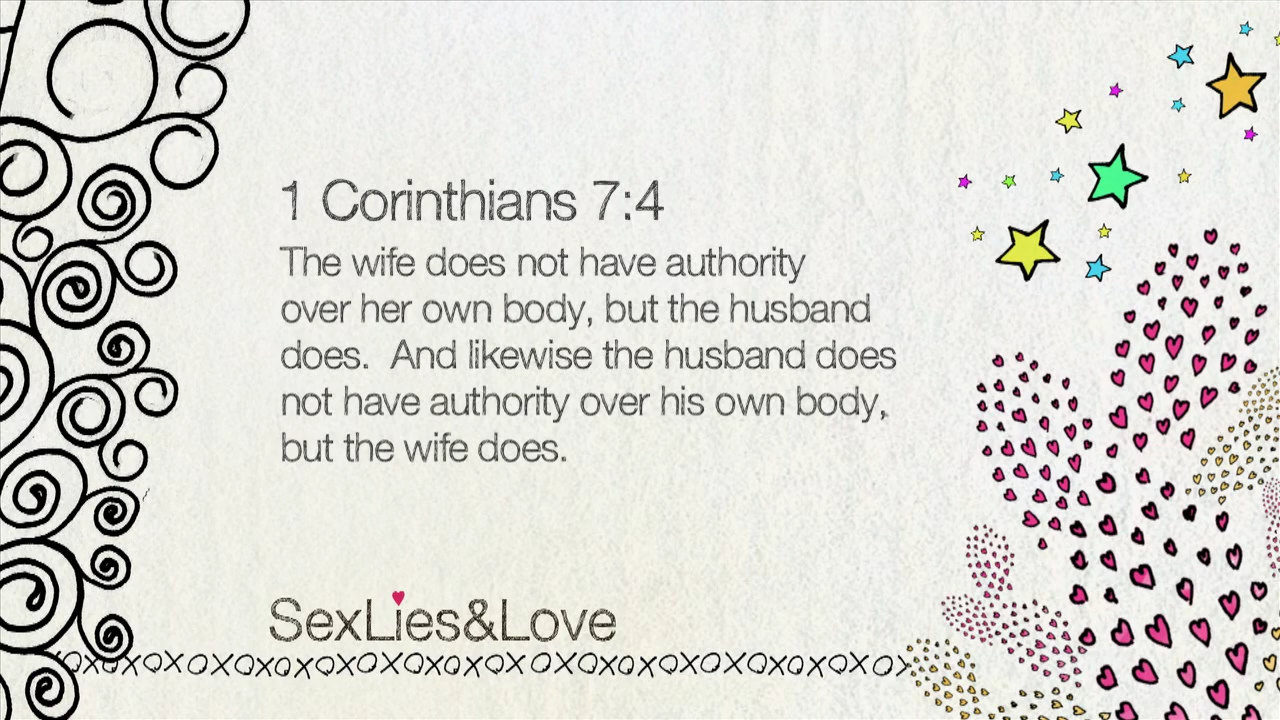 1 Corinthians 7:4
The wife does not have authority
over her own body, but the husband
does.  And likewise the husband does
not have authority over his own body,
but the wife does.
SexLies&Love
OXOXOXOXOXOXOXOXOXOXOXOXOXOXOXOXOXOXOXOX